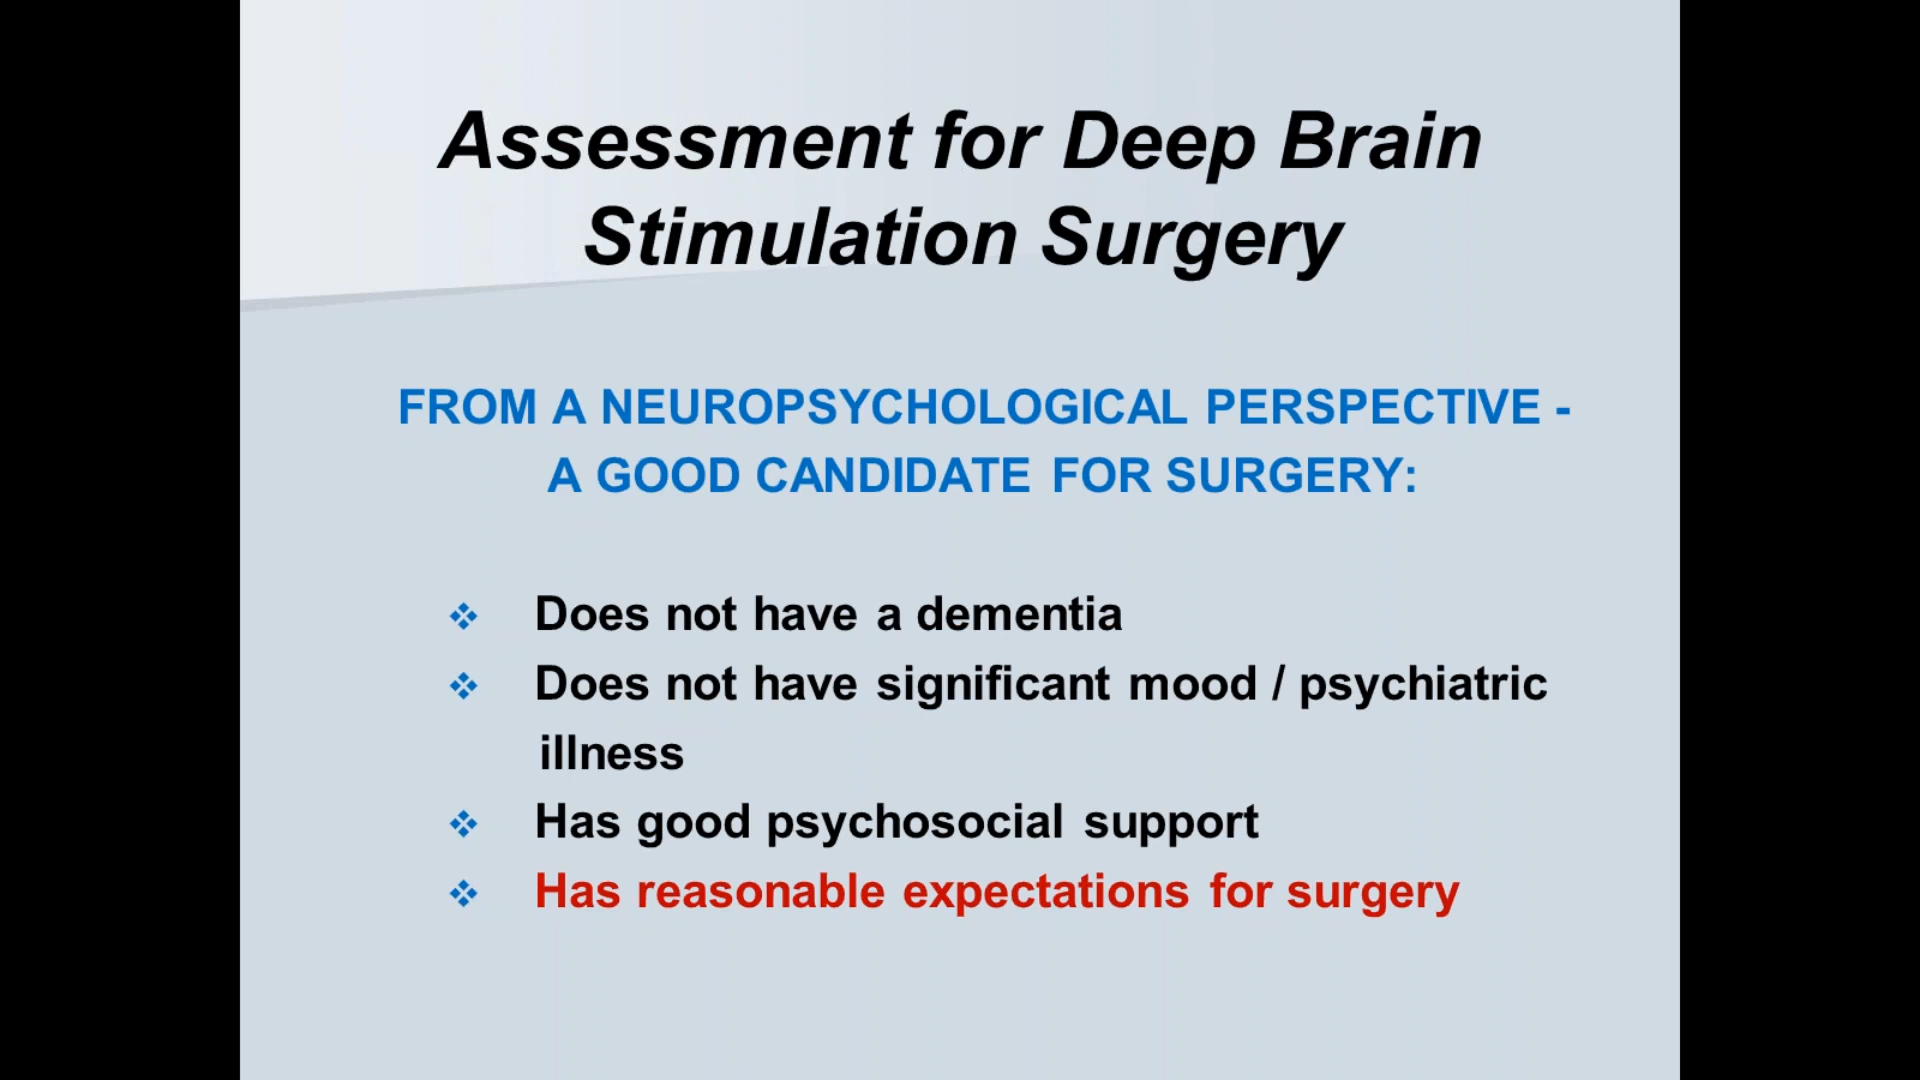 Assessment for Deep Brain
Stimulation Surgery
FROM A NEUROPSYCHOLOGICAL PERSPECTIVE -
A GOOD CANDIDATE FOR SURGERY:
Does not have a dementia
Does not have significant mood / psychiatric
illness
Has good psychosocial support
Has reasonable expectations for surgery